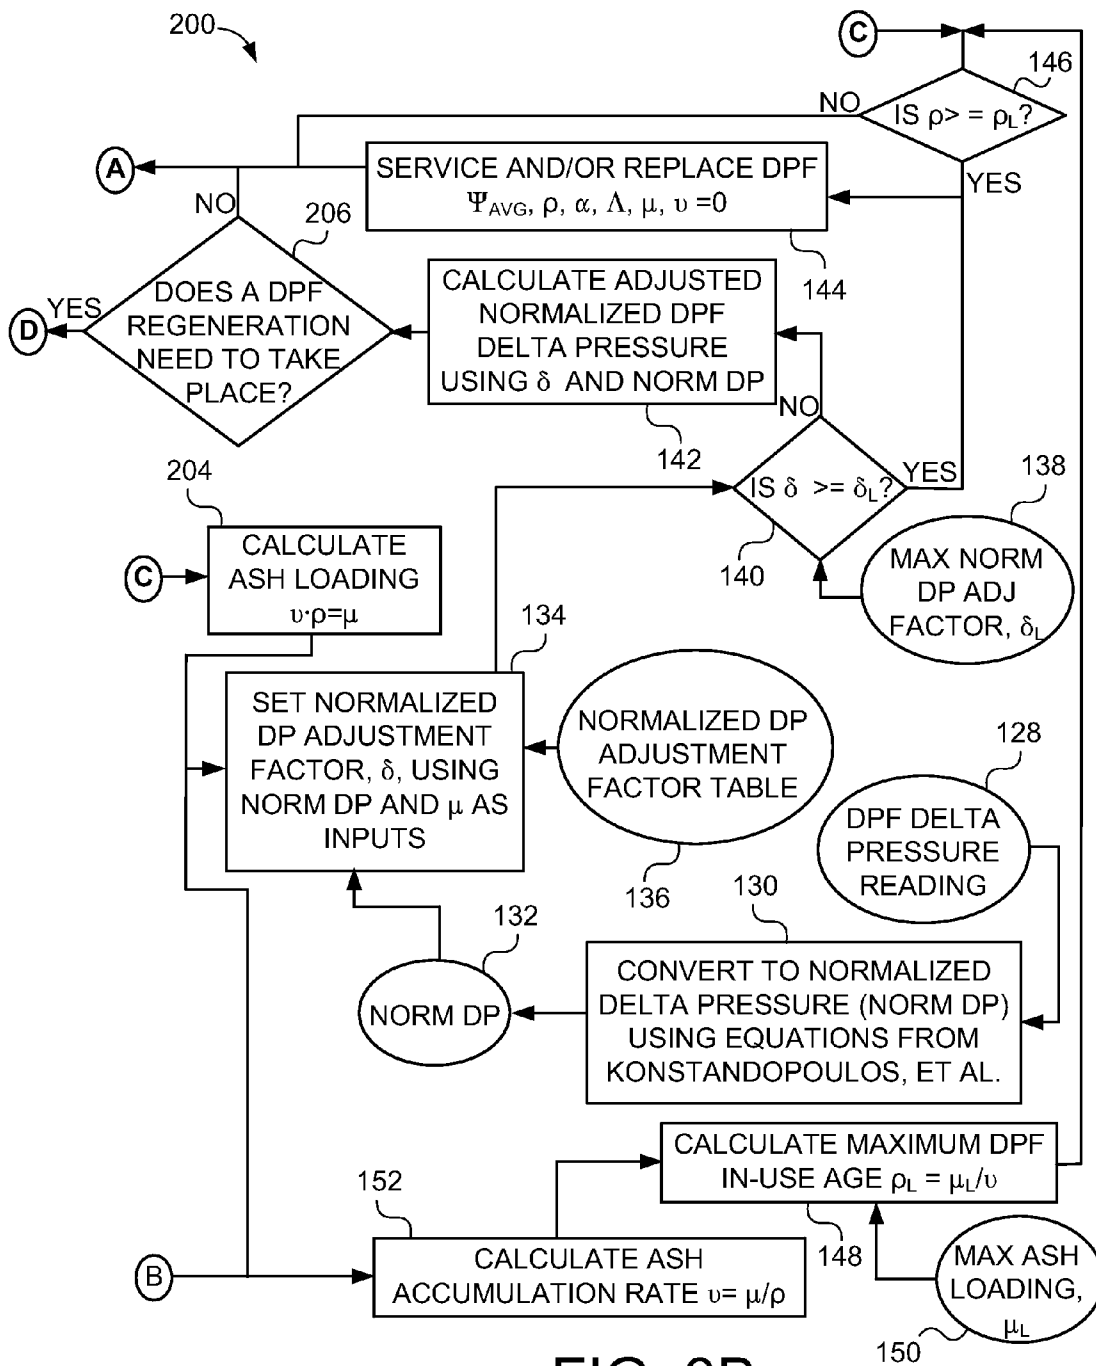 200
C
146
NO
IS ρ> = ρL?
A
SERVICE AND/OR REPLACE DPF
ΨAVG, ρ, α, Λ, μ, υ =0
YES
NO
206
144
CALCULATE ADJUSTED
NORMALIZED DPF
DELTA PRESSURE
USING δ AND NORM DP
D
YES
DOES A DPF
REGENERATION
NEED TO TAKE
PLACE?
NO
142
204
IS δ >= δL?
YES
138
140
C
CALCULATE
ASH LOADING
υ·ρ=μ
MAX NORM
DP ADJ
FACTOR, δL
134
SET NORMALIZED
DP ADJUSTMENT
FACTOR, δ, USING
NORM DP AND μ AS
INPUTS
NORMALIZED DP
ADJUSTMENT
FACTOR TABLE
128
DPF DELTA
PRESSURE
READING
136
130
132
NORM DP
CONVERT TO NORMALIZED
DELTA PRESSURE (NORM DP)
USING EQUATIONS FROM
KONSTANDOPOULOS, ET AL.
CALCULATE MAXIMUM DPF
IN-USE AGE ρL = μL/υ
152
148
B
CALCULATE ASH
ACCUMULATION RATE υ= μ/ρ
MAX ASH
LOADING,
μL
150